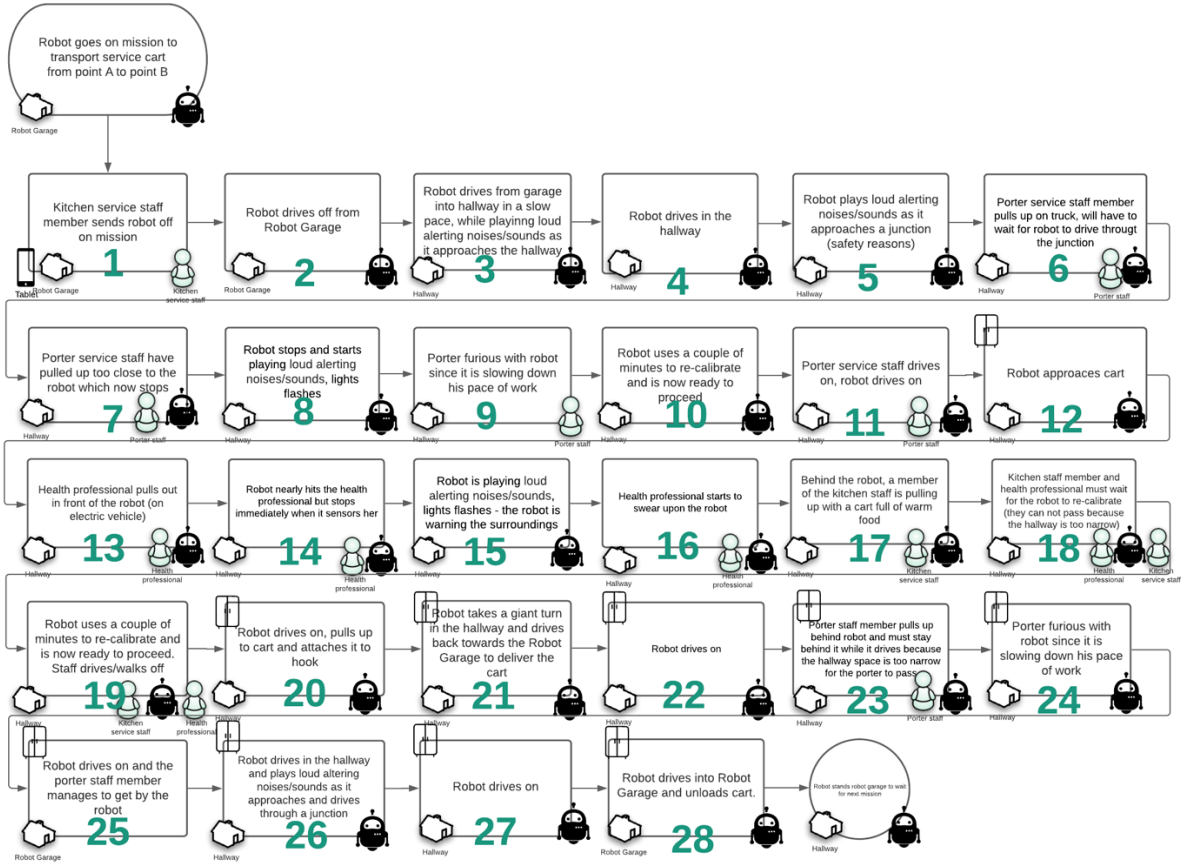 Robot goes on mission to
transport service cart
from point A to point B
Robot Garage
Kitchen service staff
member sends robot off
on mission
1
Tablet
Robot Garage
Kitchen
service staff
Robot drives off from
Robot Garage
2
Robot Garage
Robot drives from garage
into hallway in a slow
pace, while playinng loud
alerting noises/sounds as
it approaches the hallway
3
Hallway
Robot drives in the
hallway
4
Hallway
Robot plays loud alerting
noises/sounds as it
approaches a junction
(safety reasons)
5
Hallway
Porter service staff member
pulls up on truck, will have to
wait for robot to drive througt
the junction
6
Hallway
Porter staff
Porter service staff have
pulled up too close to the
robot which now stops
7
Hallway
Porter staff
Robot stops and starts
playing loud alerting
noises/sounds, lights
flashes
8
Hallway
Porter furious with robot
since it is slowing down
his pace of work
9
Hallway
Porter staff
Robot uses a couple of
minutes to re-calibrate
and is now ready to
proceed
10
Hallway
Porter service staff drives
on, robot drives on
11
Hallway
Porter staff
Robot approaces cart
12
Hallway
Health professional pulls out
in front of the robot (on
electric vehicle)
13
Hallway
Health
professional
Robot nearly hits the health
professional but stops
immediately when it sensors her
14
Hallway
Health
professional
Robot is playing loud
alerting noises/sounds,
lights flashes - the robot is
warning the surroundings
15
Hallway
Health professional starts to
swear upon the robot
16
Hallway
Health
professional
Behind the robot, a
member of the kitchen staff is pulling
up with a cart full of warm
food
17
Hallway
Kitchen
service staff
Kitchen staff member and
health professional must wait
for the robot to re-calibrate
(they can not pass because
the hallway is too narrow)
18
Hallway
Health
professional
Kitchen
service staff
Robot uses a couple of
minutes to re-calibrate and
is now ready to proceed.
Staff drives/walks off
19
Hallway
Kitchen
service staff
Health
professional
Robot drives on, pulls up
to cart and attaches it to
hook
20
Hallway
Robot takes a giant turn
in the hallway and drives
back towards the Robot
Garage to deliver the
cart
21
Hallway
Robot drives on
22
Hallway
Porter staff member pulls up
behind robot and must stay
behind it while it drives because
the hallway space is too narrow
for the porter to pass
23
Hallway
Porter staff
Porter furious with
robot since it is
slowing down his pace
of work
24
Hallway
Robot drives on and the
porter staff member
manages to get by the
robot
25
Robot Garage
Robot drives in the hallway
and plays loud altering
noises/sounds as it
approaches and drives
through a junction
26
Hallway
Robot drives on
27
Hallway
Robot drives into Robot
Garage and unloads cart.
28
Robot Garage
Robot stands robot garage to wait
for next mission
Hallway